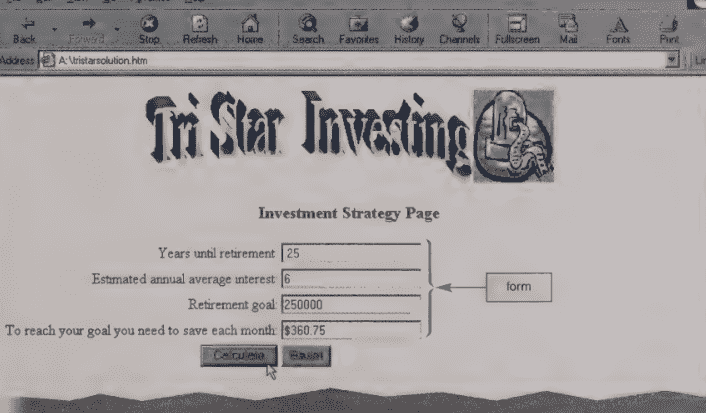 Back Forward Stop Refresh Home Search Favorites History Channels Fullscreen Mail Fonts Print
Address A:\tristarsolution.htm
Tri Star Investing
Investment Strategy Page
Years until retirement 25
Estimated annual average interest: 6
Retirement goal: 250000
form
To reach your goal you need to save each month: $360.75
Calculate Reset